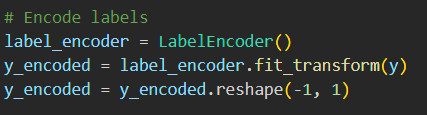 # Encode labels
label_encoder = LabelEncoder()
y_encoded = label_encoder.fit_transform(y)
y_encoded = y_encoded.reshape(-1, 1)